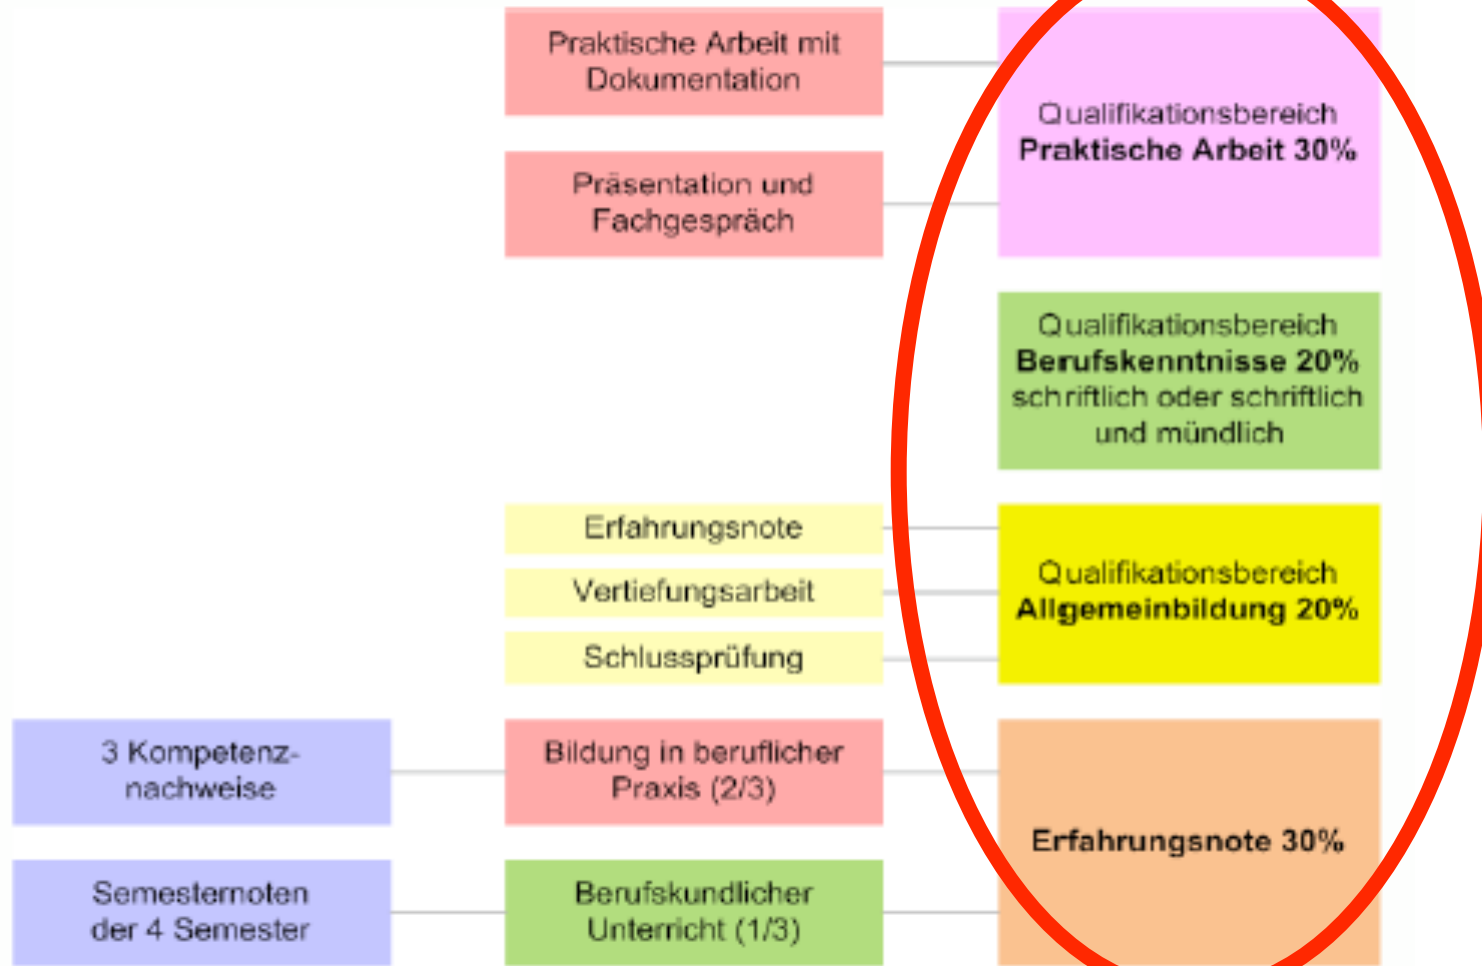 Praktische Arbeit mit
Dokumentation
Präsentation und
Fachgespräch
Qualifikationsbereich
Praktische Arbeit 30%
Qualifikationsbereich
Berufskenntnisse 20%
schriftlich oder schriftlich
und mündlich
Erfahrungsnote
Vertiefungsarbeit
Schlussprüfung
Qualifikationsbereich
Allgemeinbildung 20%
3 Kompetenz-
nachweise
Bildung in beruflicher
Praxis (2/3)
Semesternoten
der 4 Semester
Berufskundlicher
Unterricht (1/3)
Erfahrungsnote 30%